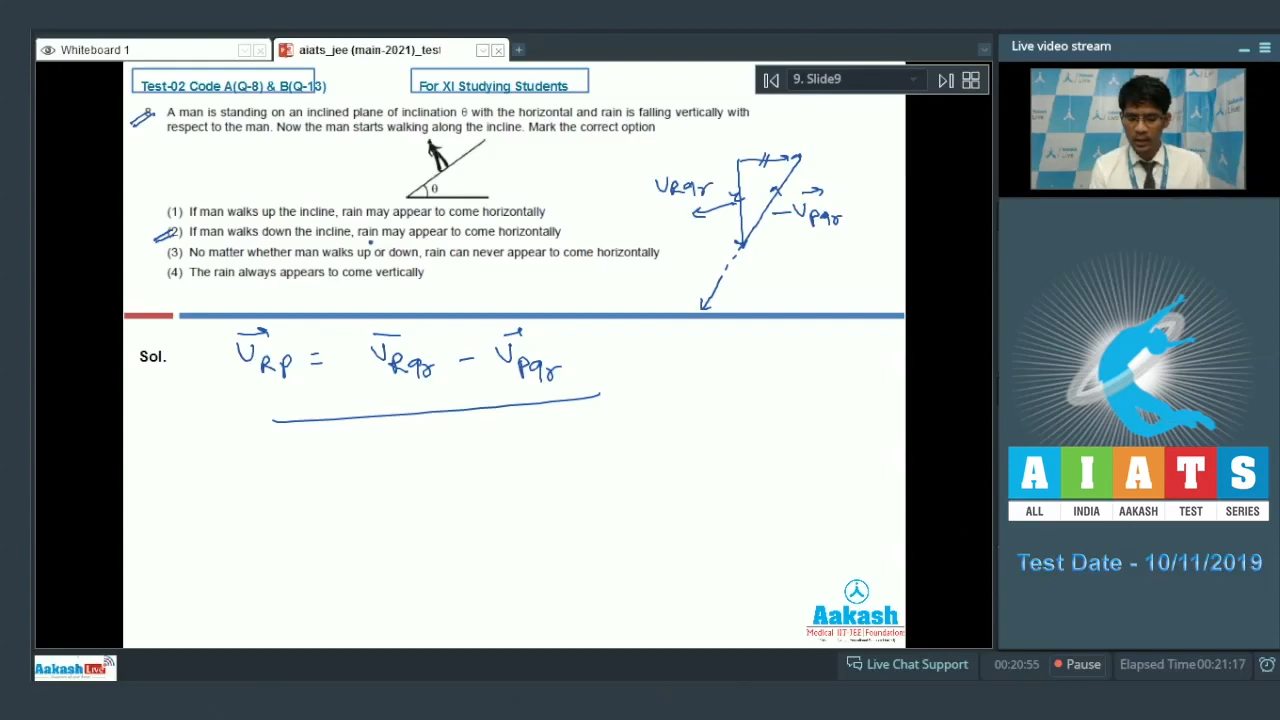 Whiteboard 1
aiats_jee (main-2021)_test
Live video stream
Test-02 Code A(Q-8) & B(Q-13)
For XI Studying Students
9. Slide9
8. A man is standing on an inclined plane of inclination θ with the horizontal and rain is falling vertically with
respect to the man. Now the man starts walking along the incline. Mark the correct option
θ
(1) If man walks up the incline, rain may appear to come horizontally
(2) If man walks down the incline, rain may appear to come horizontally
(3) No matter whether man walks up or down, rain can never appear to come horizontally
(4) The rain always appears to come vertically
VRgr
Vpgr
Sol.
VRP = VRgr - Vpgr
AIATS
ALL INDIA AAKASH TEST SERIES
Test Date - 10/11/2019
Aakash
Medical IIT-JEE Foundations
Aakash Live
Live Chat Support
00:20:55
Pause
Elapsed Time 00:21:17